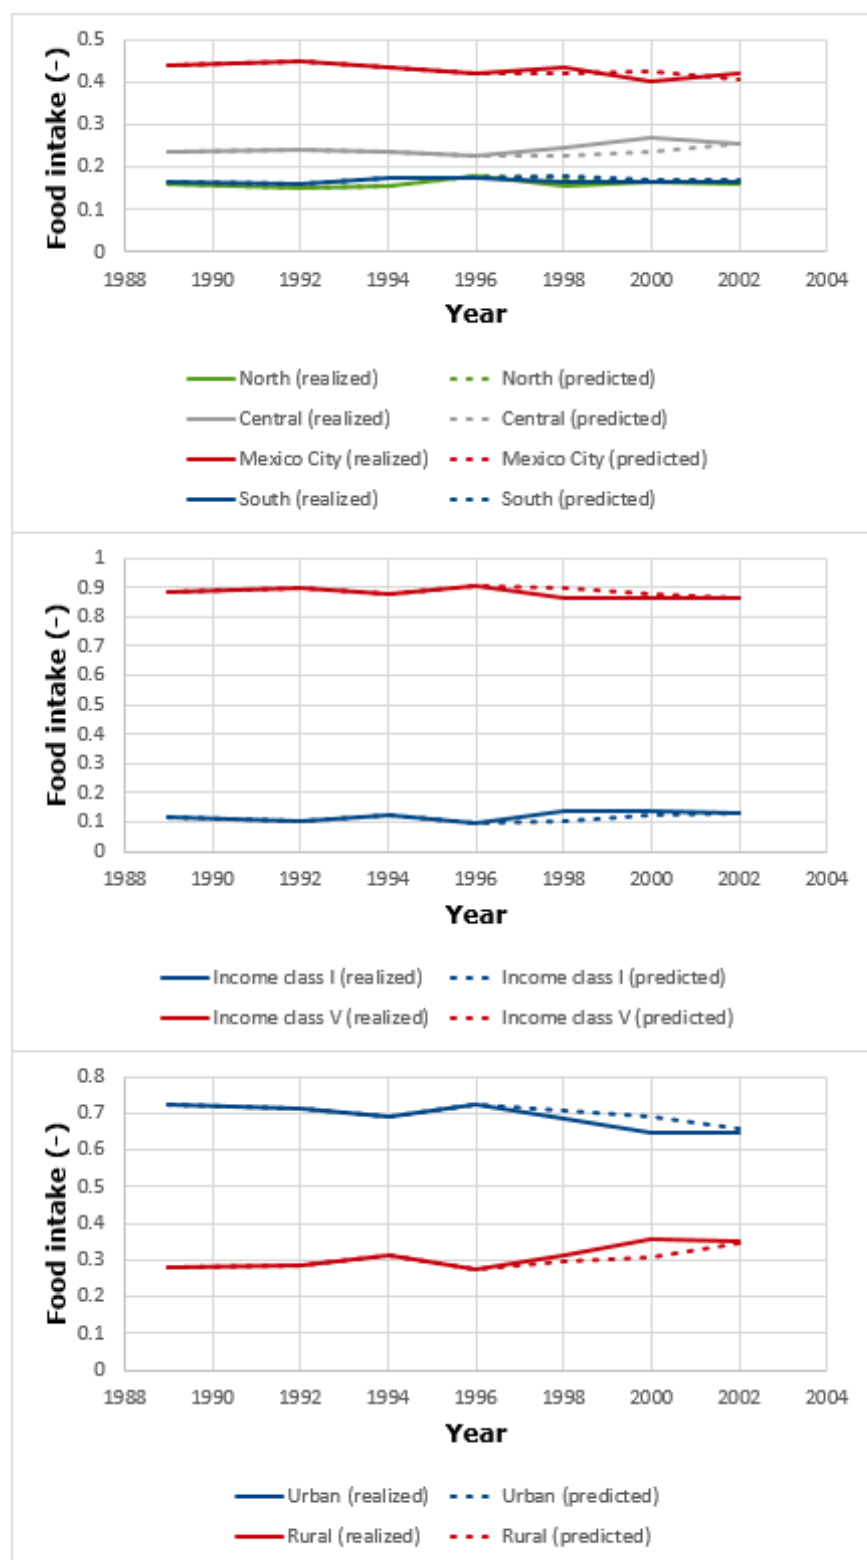 0.5
0.4
0.3
0.2
0.1
0
Food intake (-)
1988 1990 1992 1994 1996 1998 2000 2002 2004
Year
North (realized) North (predicted)
Central (realized) Central (predicted)
Mexico City (realized) Mexico City (predicted)
South (realized) South (predicted)
1
0.9
0.8
0.7
0.6
0.5
0.4
0.3
0.2
0.1
0
Food intake (-)
1988 1990 1992 1994 1996 1998 2000 2002 2004
Year
Income class I (realized) Income class I (predicted)
Income class V (realized) Income class V (predicted)
0.8
0.7
0.6
0.5
0.4
0.3
0.2
0.1
0
Food intake (-)
1988 1990 1992 1994 1996 1998 2000 2002 2004
Year
Urban (realized) Urban (predicted)
Rural (realized) Rural (predicted)